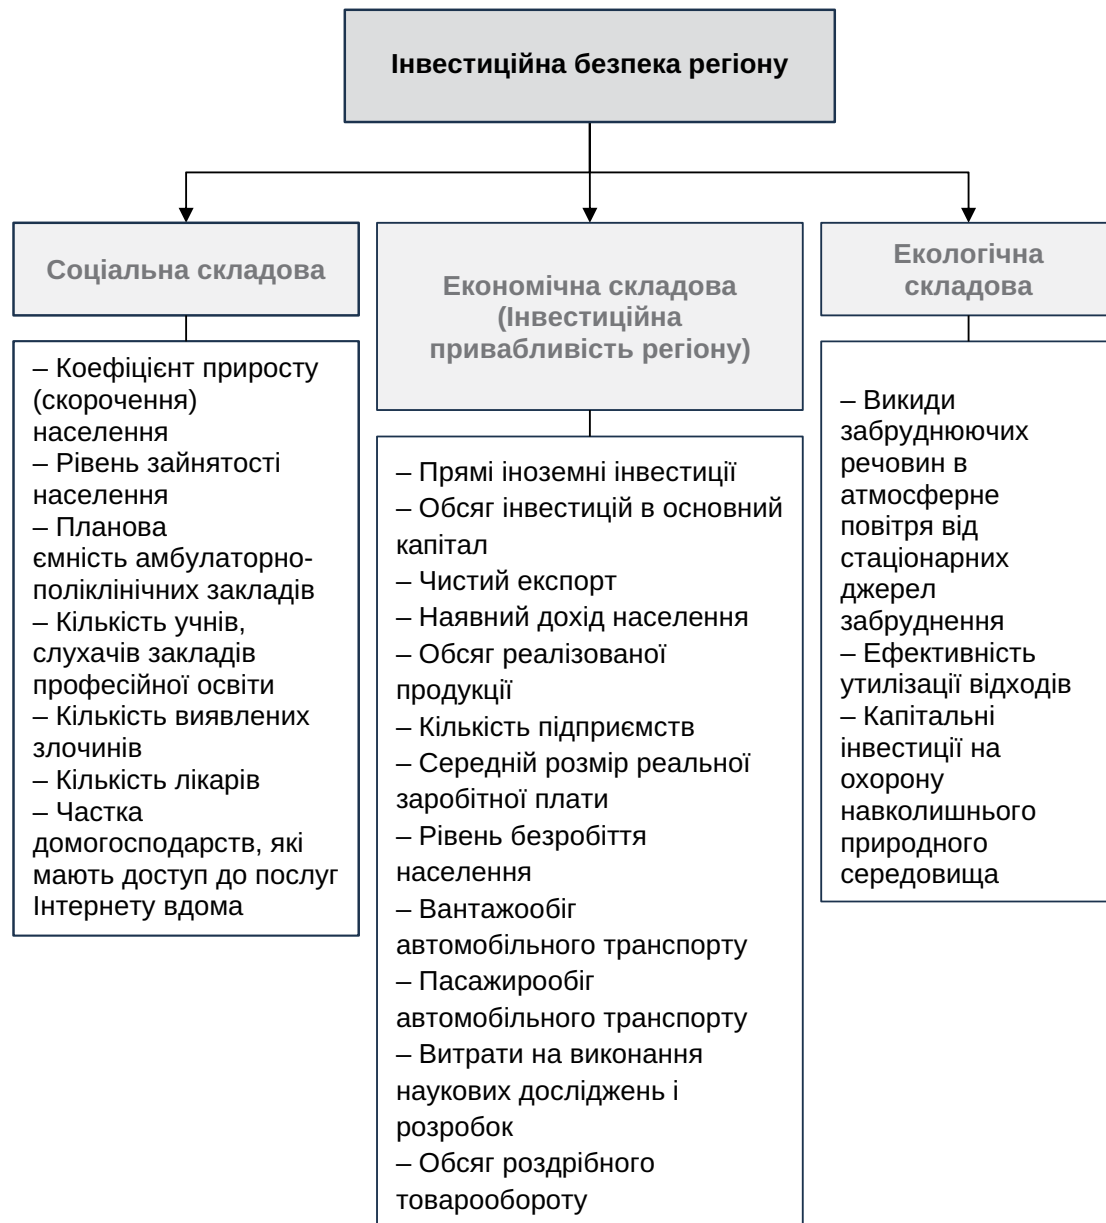 Інвестиційна безпека регіону
Соціальна складова
– Коефіцієнт приросту
(скорочення)
населення
– Рівень зайнятості
населення
– Планова
ємність амбулаторно-
поліклінічних закладів
– Кількість учнів,
слухачів закладів
професійної освіти
– Кількість виявлених
злочинів
– Кількість лікарів
– Частка
домогосподарств, які
мають доступ до послуг
Інтернету вдома
Економічна складова
(Інвестиційна
привабливість регіону)
– Прямі іноземні інвестиції
– Обсяг інвестицій в основний
капітал
– Чистий експорт
– Наявний дохід населення
– Обсяг реалізованої
продукції
– Кількість підприємств
– Середній розмір реальної
заробітної плати
– Рівень безробіття
населення
– Вантажообіг
автомобільного транспорту
– Пасажирообіг
автомобільного транспорту
– Витрати на виконання
наукових досліджень і
розробок
– Обсяг роздрібного
товарообороту
Екологічна
складова
– Викиди
забруднюючих
речовин в
атмосферне
повітря від
стаціонарних
джерел
забруднення
– Ефективність
утилізації відходів
– Капітальні
інвестиції на
охорону
навколишнього
природного
середовища